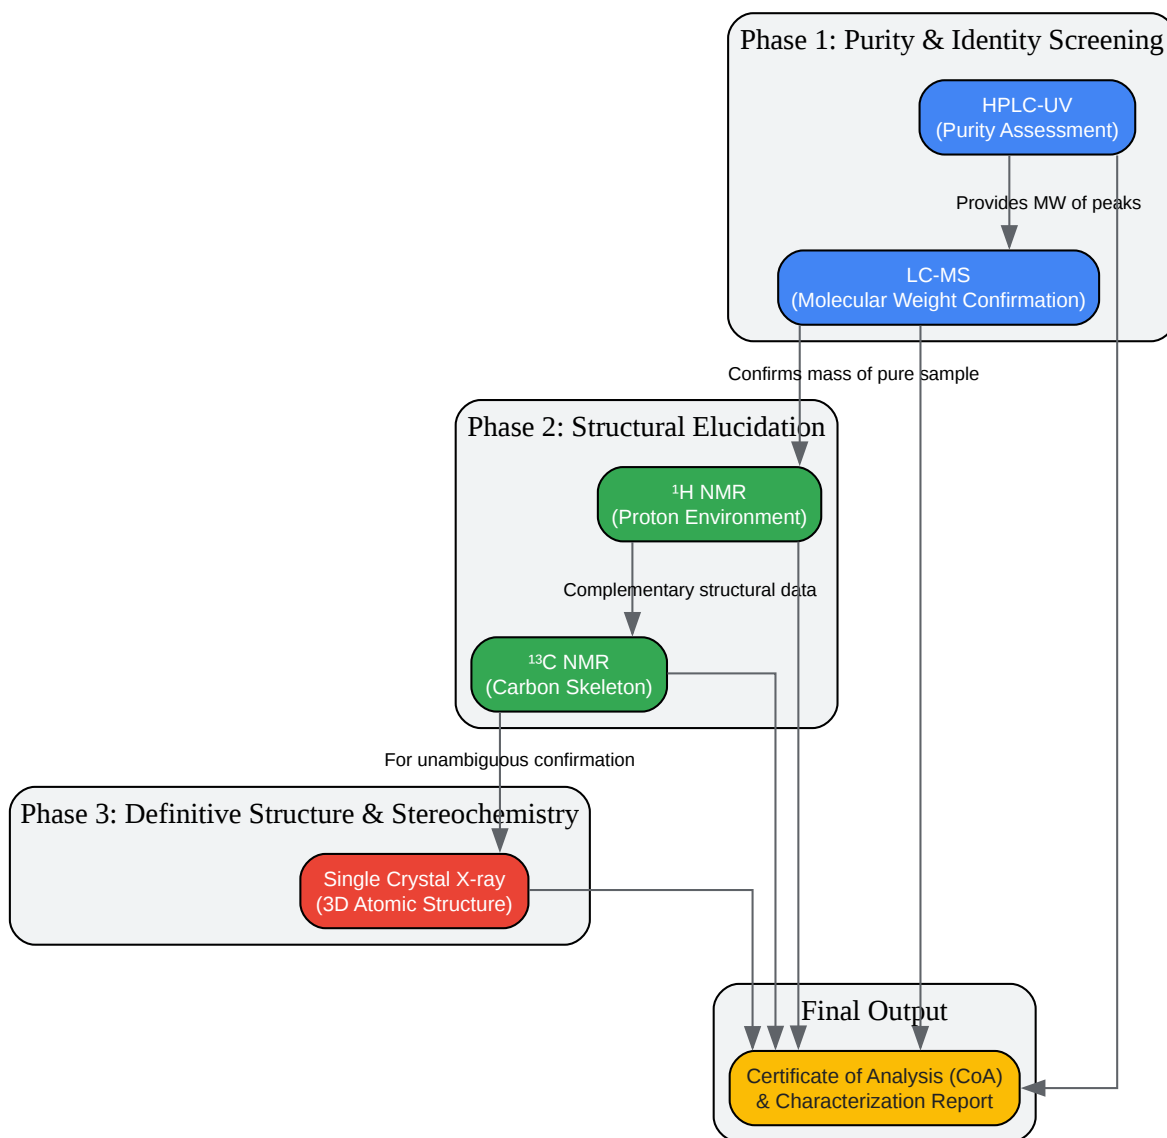 Phase 1: Purity & Identity Screening
HPLC-UV
(Purity Assessment)
Provides MW of peaks
LC-MS
(Molecular Weight Confirmation)
Confirms mass of pure sample
Phase 2: Structural Elucidation
¹H NMR
(Proton Environment)
Complementary structural data
¹³C NMR
(Carbon Skeleton)
For unambiguous confirmation
Phase 3: Definitive Structure & Stereochemistry
Single Crystal X-ray
(3D Atomic Structure)
Final Output
Certificate of Analysis (CoA)
& Characterization Report